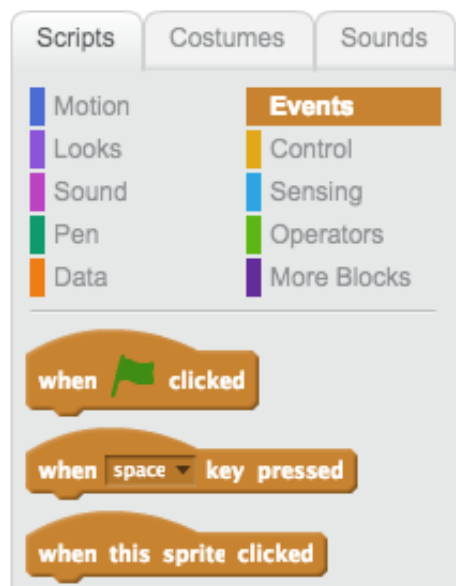 Scripts Costumes Sounds
Motion Events
Looks Control
Sound Sensing
Pen Operators
Data More Blocks
when clicked
when space key pressed
when this sprite clicked